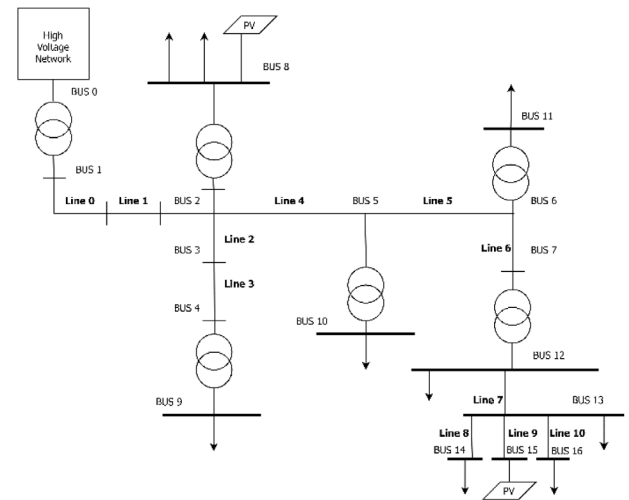 High
Voltage
Network
PV
BUS 8
BUS 0
BUS 11
BUS 1
Line 0
Line 1
BUS 2
Line 4
BUS 5
Line 5
BUS 6
Line 2
BUS 3
Line 6
BUS 7
Line 3
BUS 4
BUS 10
BUS 12
BUS 9
Line 7
BUS 13
Line 8
Line 9
Line 10
BUS 14
BUS 15
BUS 16
PV